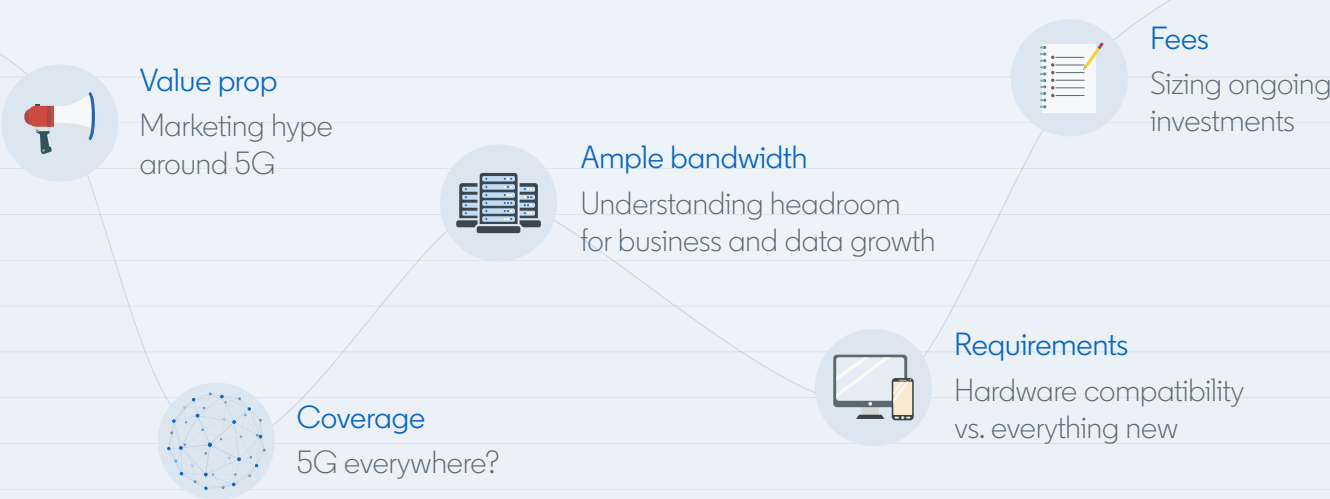 Value prop
Marketing hype
around 5G
Coverage
5G everywhere?
Ample bandwidth
Understanding headroom
for business and data growth
Requirements
Hardware compatibility
vs. everything new
Fees
Sizing ongoing
investments